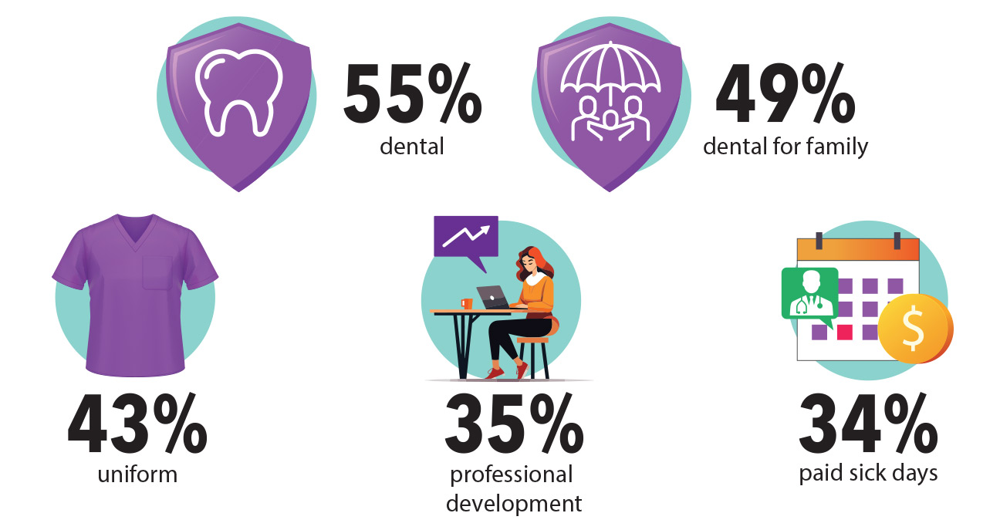 55%
dental
49%
dental for family
43%
uniform
35%
professional
development
$
34%
paid sick days